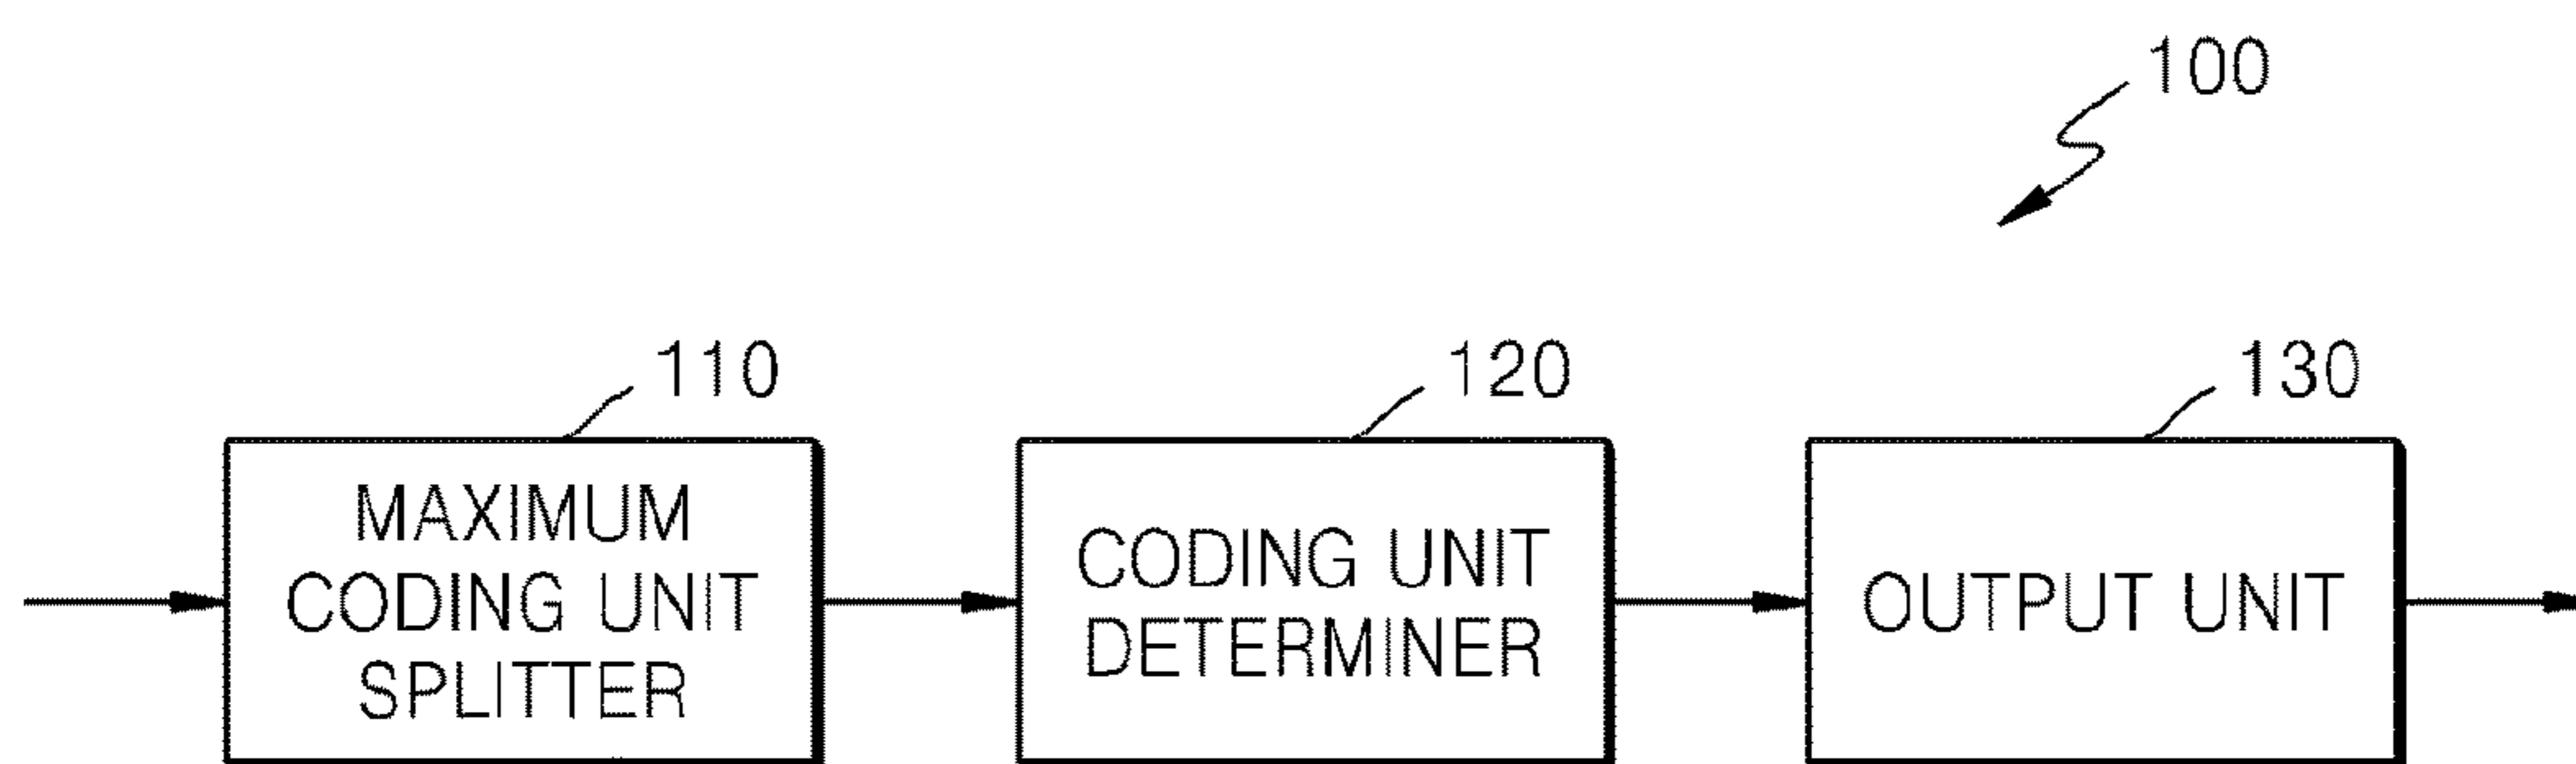 100
110
120
130
MAXIMUM
CODING UNIT
SPLITTER
CODING UNIT
DETERMINER
OUTPUT UNIT